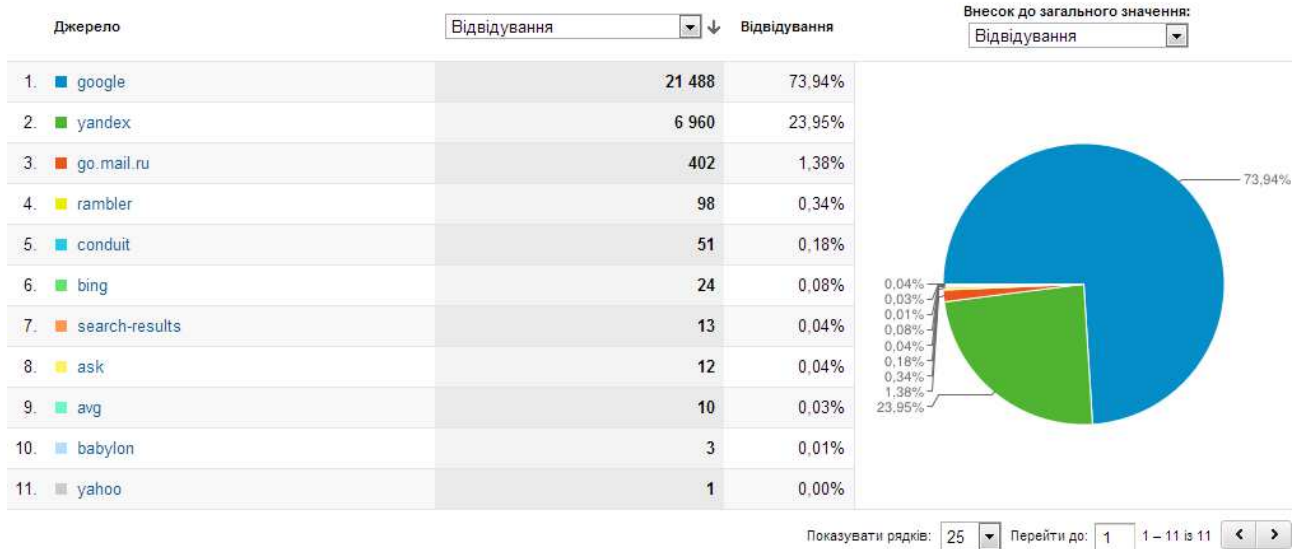 Внесок до загального значення:
Джерело Відвідування Відвідування Відвідування
1. google 21 488 73,94%
2. yandex 6 960 23,95%
3. go.mail.ru 402 1,38%
4. rambler 98 0,34%
5. conduit 51 0,18%
6. bing 24 0,08%
7. search-results 13 0,04%
8. ask 12 0,04%
9. avg 10 0,03%
10. babylon 3 0,01%
11. yahoo 1 0,00%
73,94%
0,04%
0,03%
0,01%
0,08%
0,04%
0,18%
0,34%
1,38%
23,95%
Показувати рядків: 25 Перейти до: 1 1 – 11 із 11